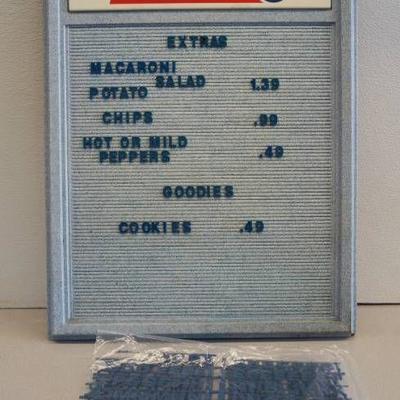 EXTRAS
MACARONI
SALAD 1.39
POTATO
CHIPS .99
HOT OR MILD
PEPPERS .49
GOODIES
COOKIES .49